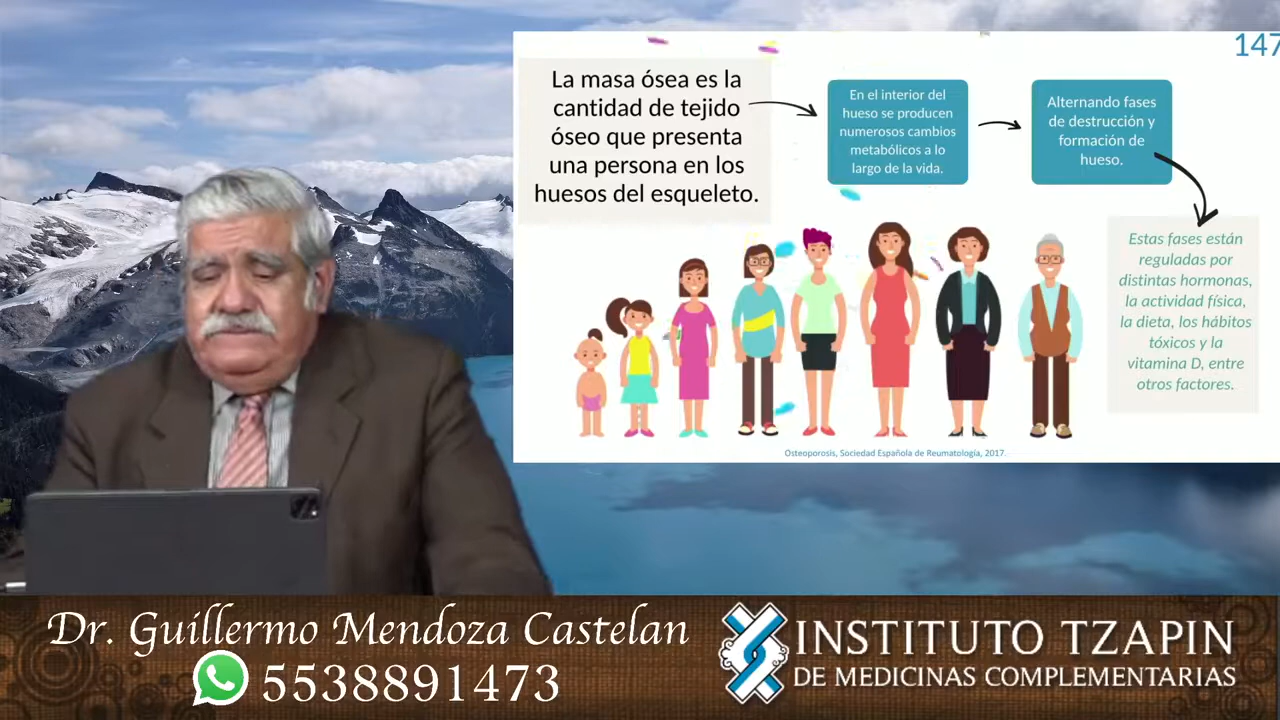 147
La masa ósea es la
cantidad de tejido
óseo que presenta
una persona en los
huesos del esqueleto.
En el interior del
hueso se producen
numerosos cambios
metabólicos a lo
largo de la vida.
Alternando fases
de destrucción y
formación de
hueso.
Estas fases están
reguladas por
distintas hormonas,
la actividad física,
la dieta, los hábitos
tóxicos y la
vitamina D, entre
otros factores.
Osteoporosis, Sociedad Española de Reumatología, 2017.
Dr. Guillermo Mendoza Castelan
5538891473
INSTITUTO TZAPIN
DE MEDICINAS COMPLEMENTARIAS